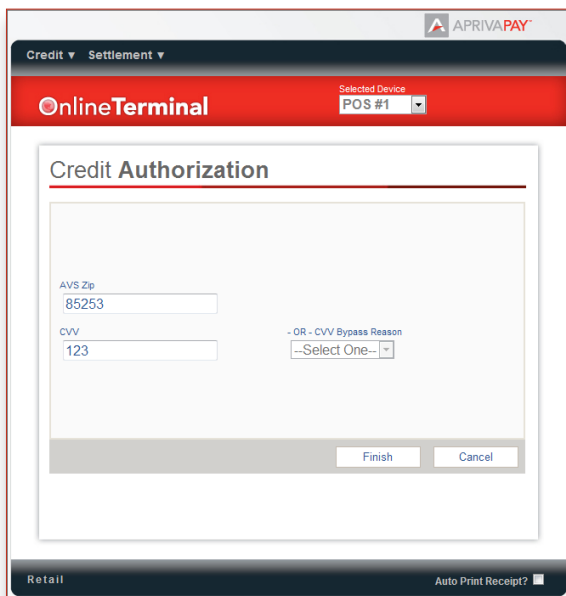 APRIVAPAY™
Credit ▼ Settlement ▼
OnlineTerminal
Selected Device
POS #1
Credit Authorization
AVS Zip
85253
CVV
- OR - CVV Bypass Reason
123
--Select One--
Finish Cancel
Retail
Auto Print Receipt?